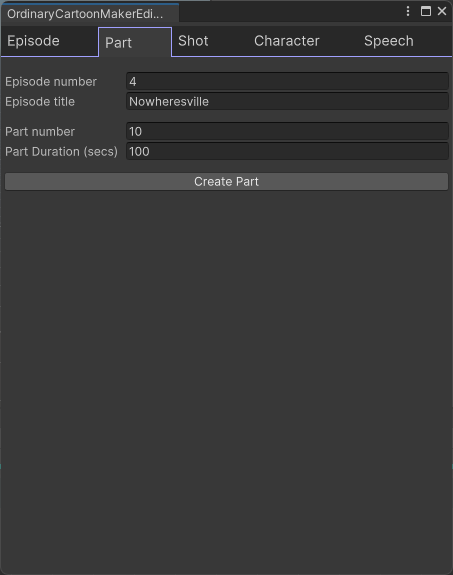 OrdinaryCartoonMakerEdi...
Episode Part Shot Character Speech
Episode number 4
Episode title Nowheresville
Part number 10
Part Duration (secs) 100
Create Part